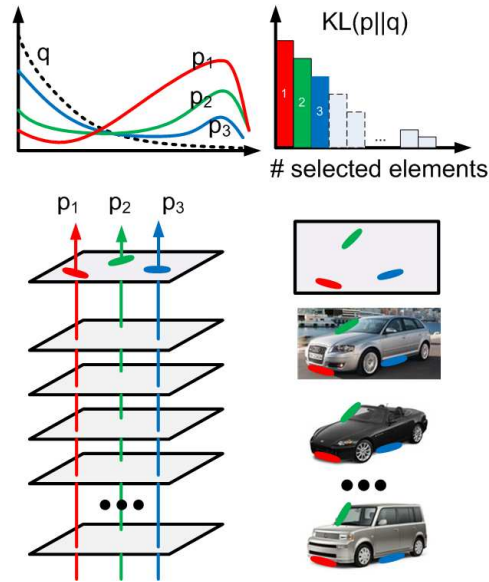 q
p1
p2
p3
KL(p||q)
1
2
3
...
# selected elements
p1 p2 p3